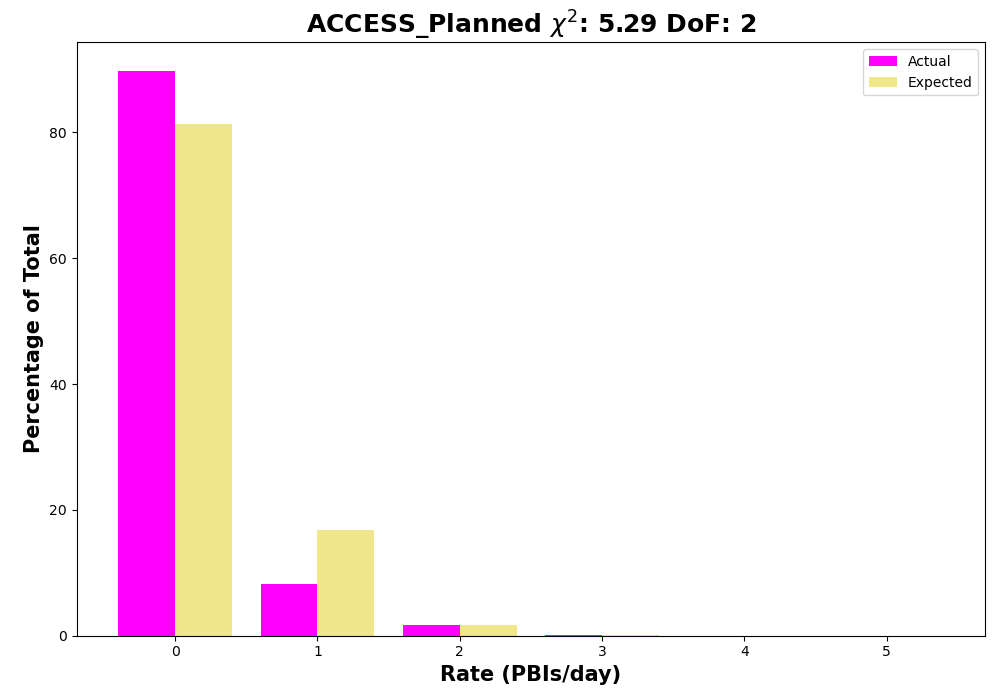 ACCESS_Planned χ²: 5.29 DoF: 2
Actual
Expected
Percentage of Total
80
60
40
20
0
0 1 2 3 4 5
Rate (PBIs/day)